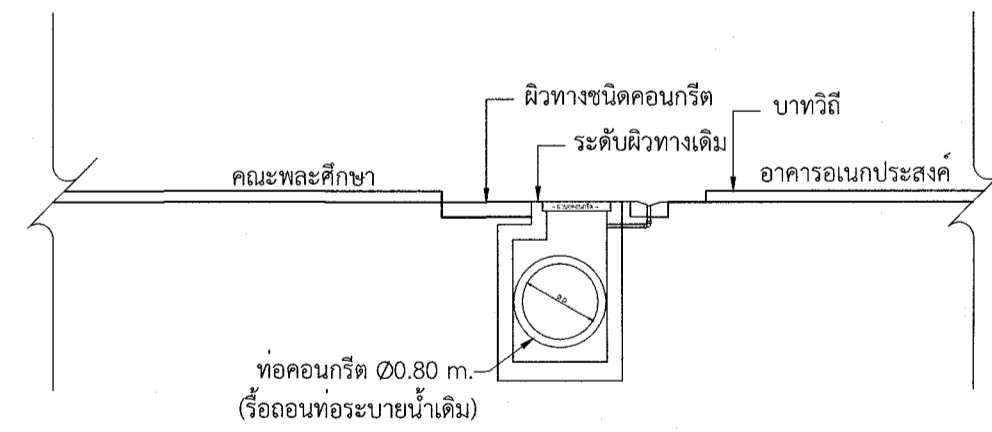 ผิวทางชนิดคอนกรีต
บาทวิถี
ระดับผิวทางเดิม
คณะพละศึกษา
อาคารอเนกประสงค์
ท่อคอนกรีต Ø0.80 m.
(รื้อถอนท่อระบายน้ำเดิม)